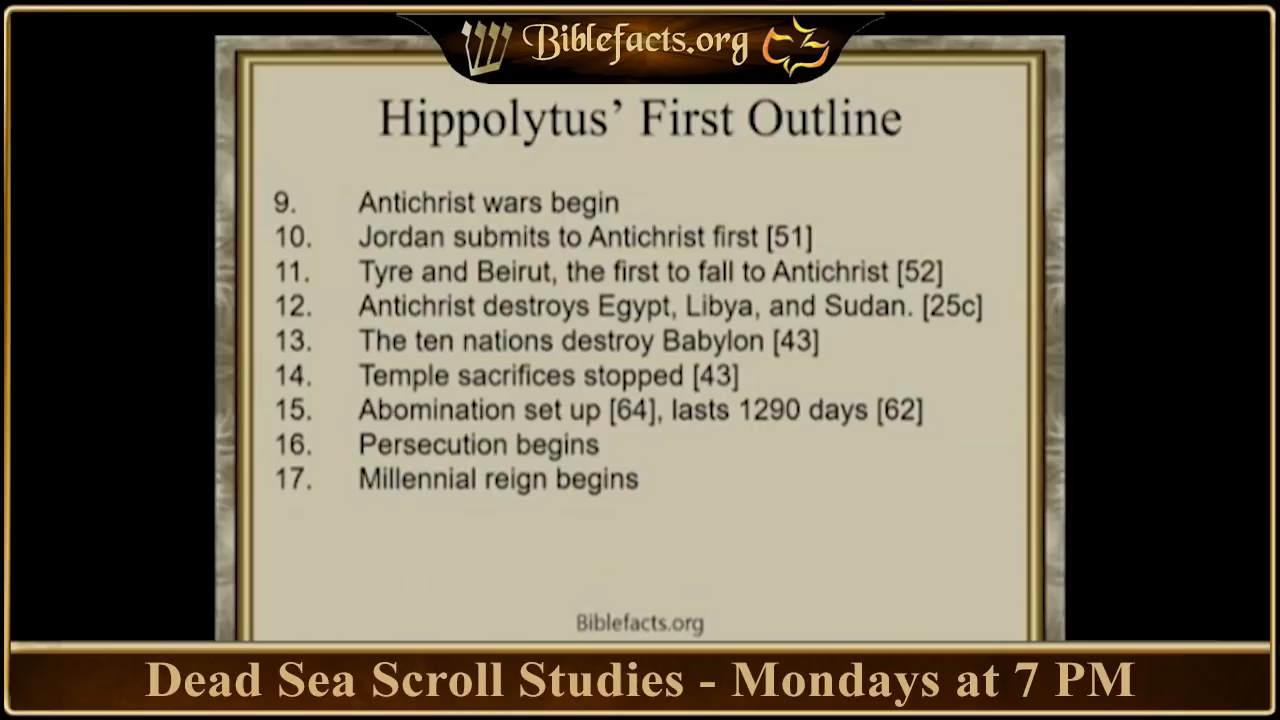 Biblefacts.org
Hippolytus' First Outline
9. Antichrist wars begin
10. Jordan submits to Antichrist first [51]
11. Tyre and Beirut, the first to fall to Antichrist [52]
12. Antichrist destroys Egypt, Libya, and Sudan. [25c]
13. The ten nations destroy Babylon [43]
14. Temple sacrifices stopped [43]
15. Abomination set up [64], lasts 1290 days [62]
16. Persecution begins
17. Millennial reign begins
Biblefacts.org
Dead Sea Scroll Studies - Mondays at 7 PM